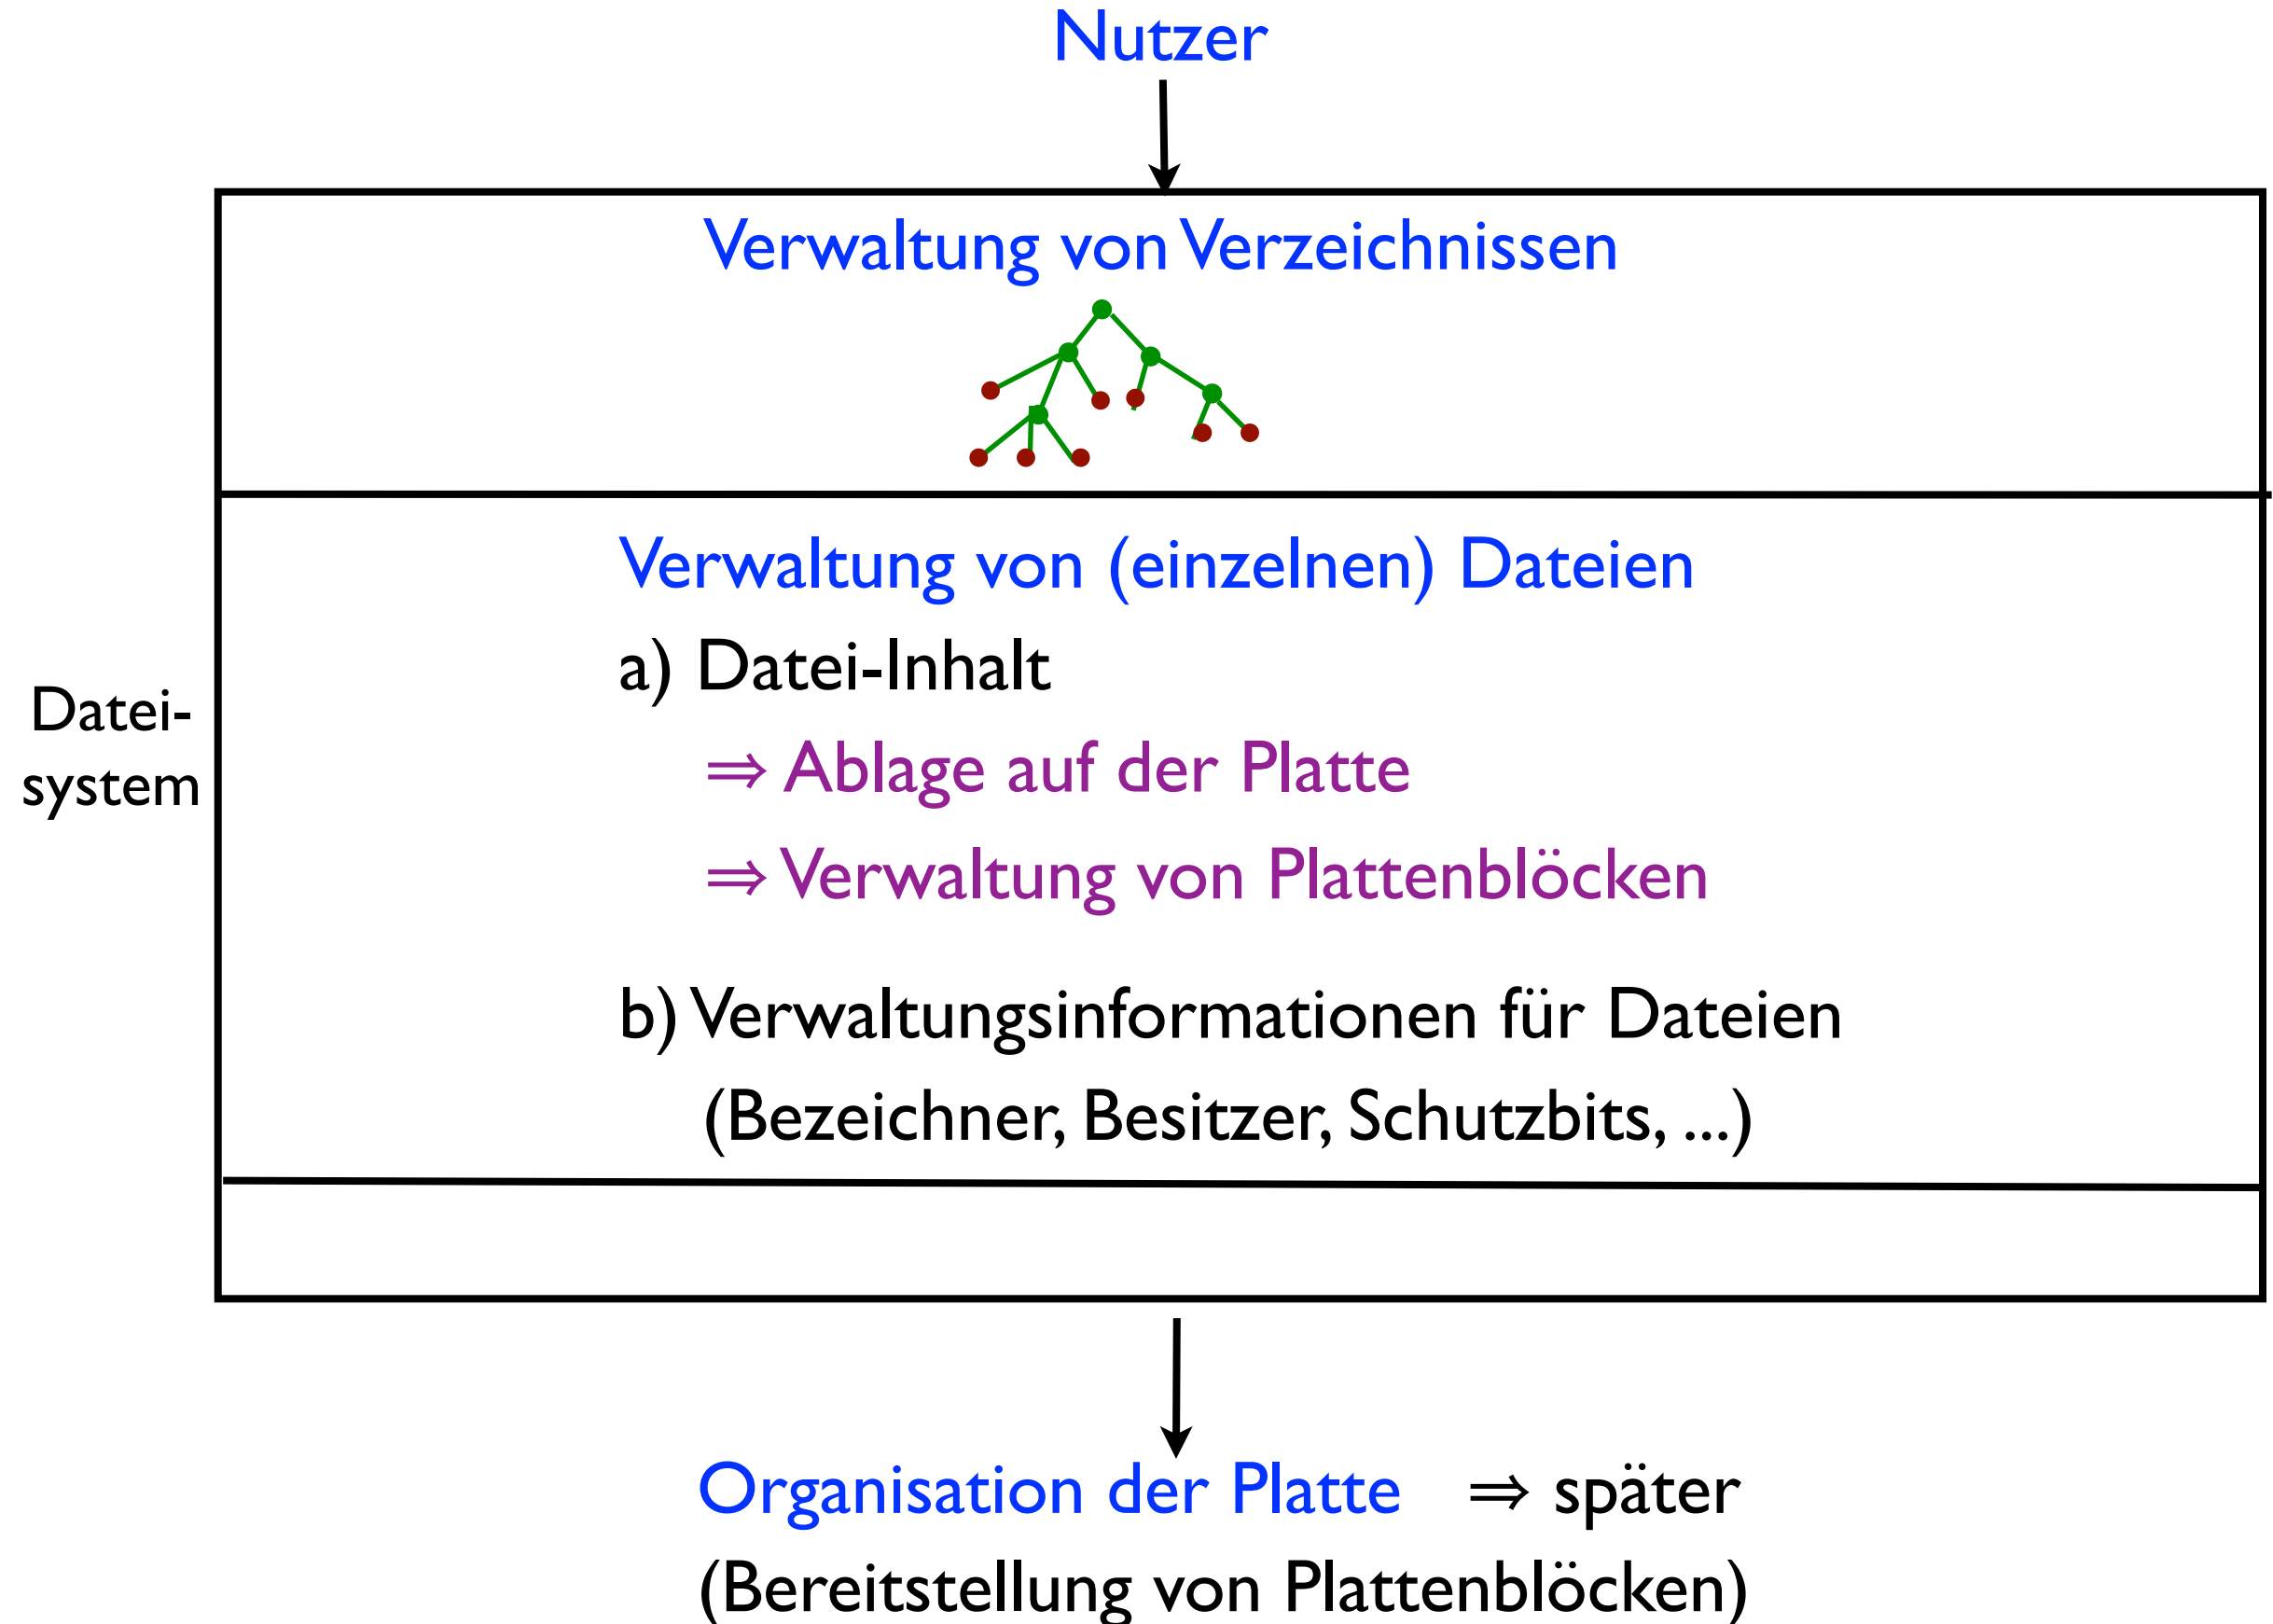 Nutzer
Verwaltung von Verzeichnissen
Verwaltung von (einzelnen) Dateien
a) Datei-Inhalt
⇒ Ablage auf der Platte
⇒ Verwaltung von Plattenblöcken
b) Verwaltungsinformationen für Dateien
(Bezeichner, Besitzer, Schutzbits, ...)
Datei-
system
Organisation der Platte ⇒ später
(Bereitstellung von Plattenblöcken)